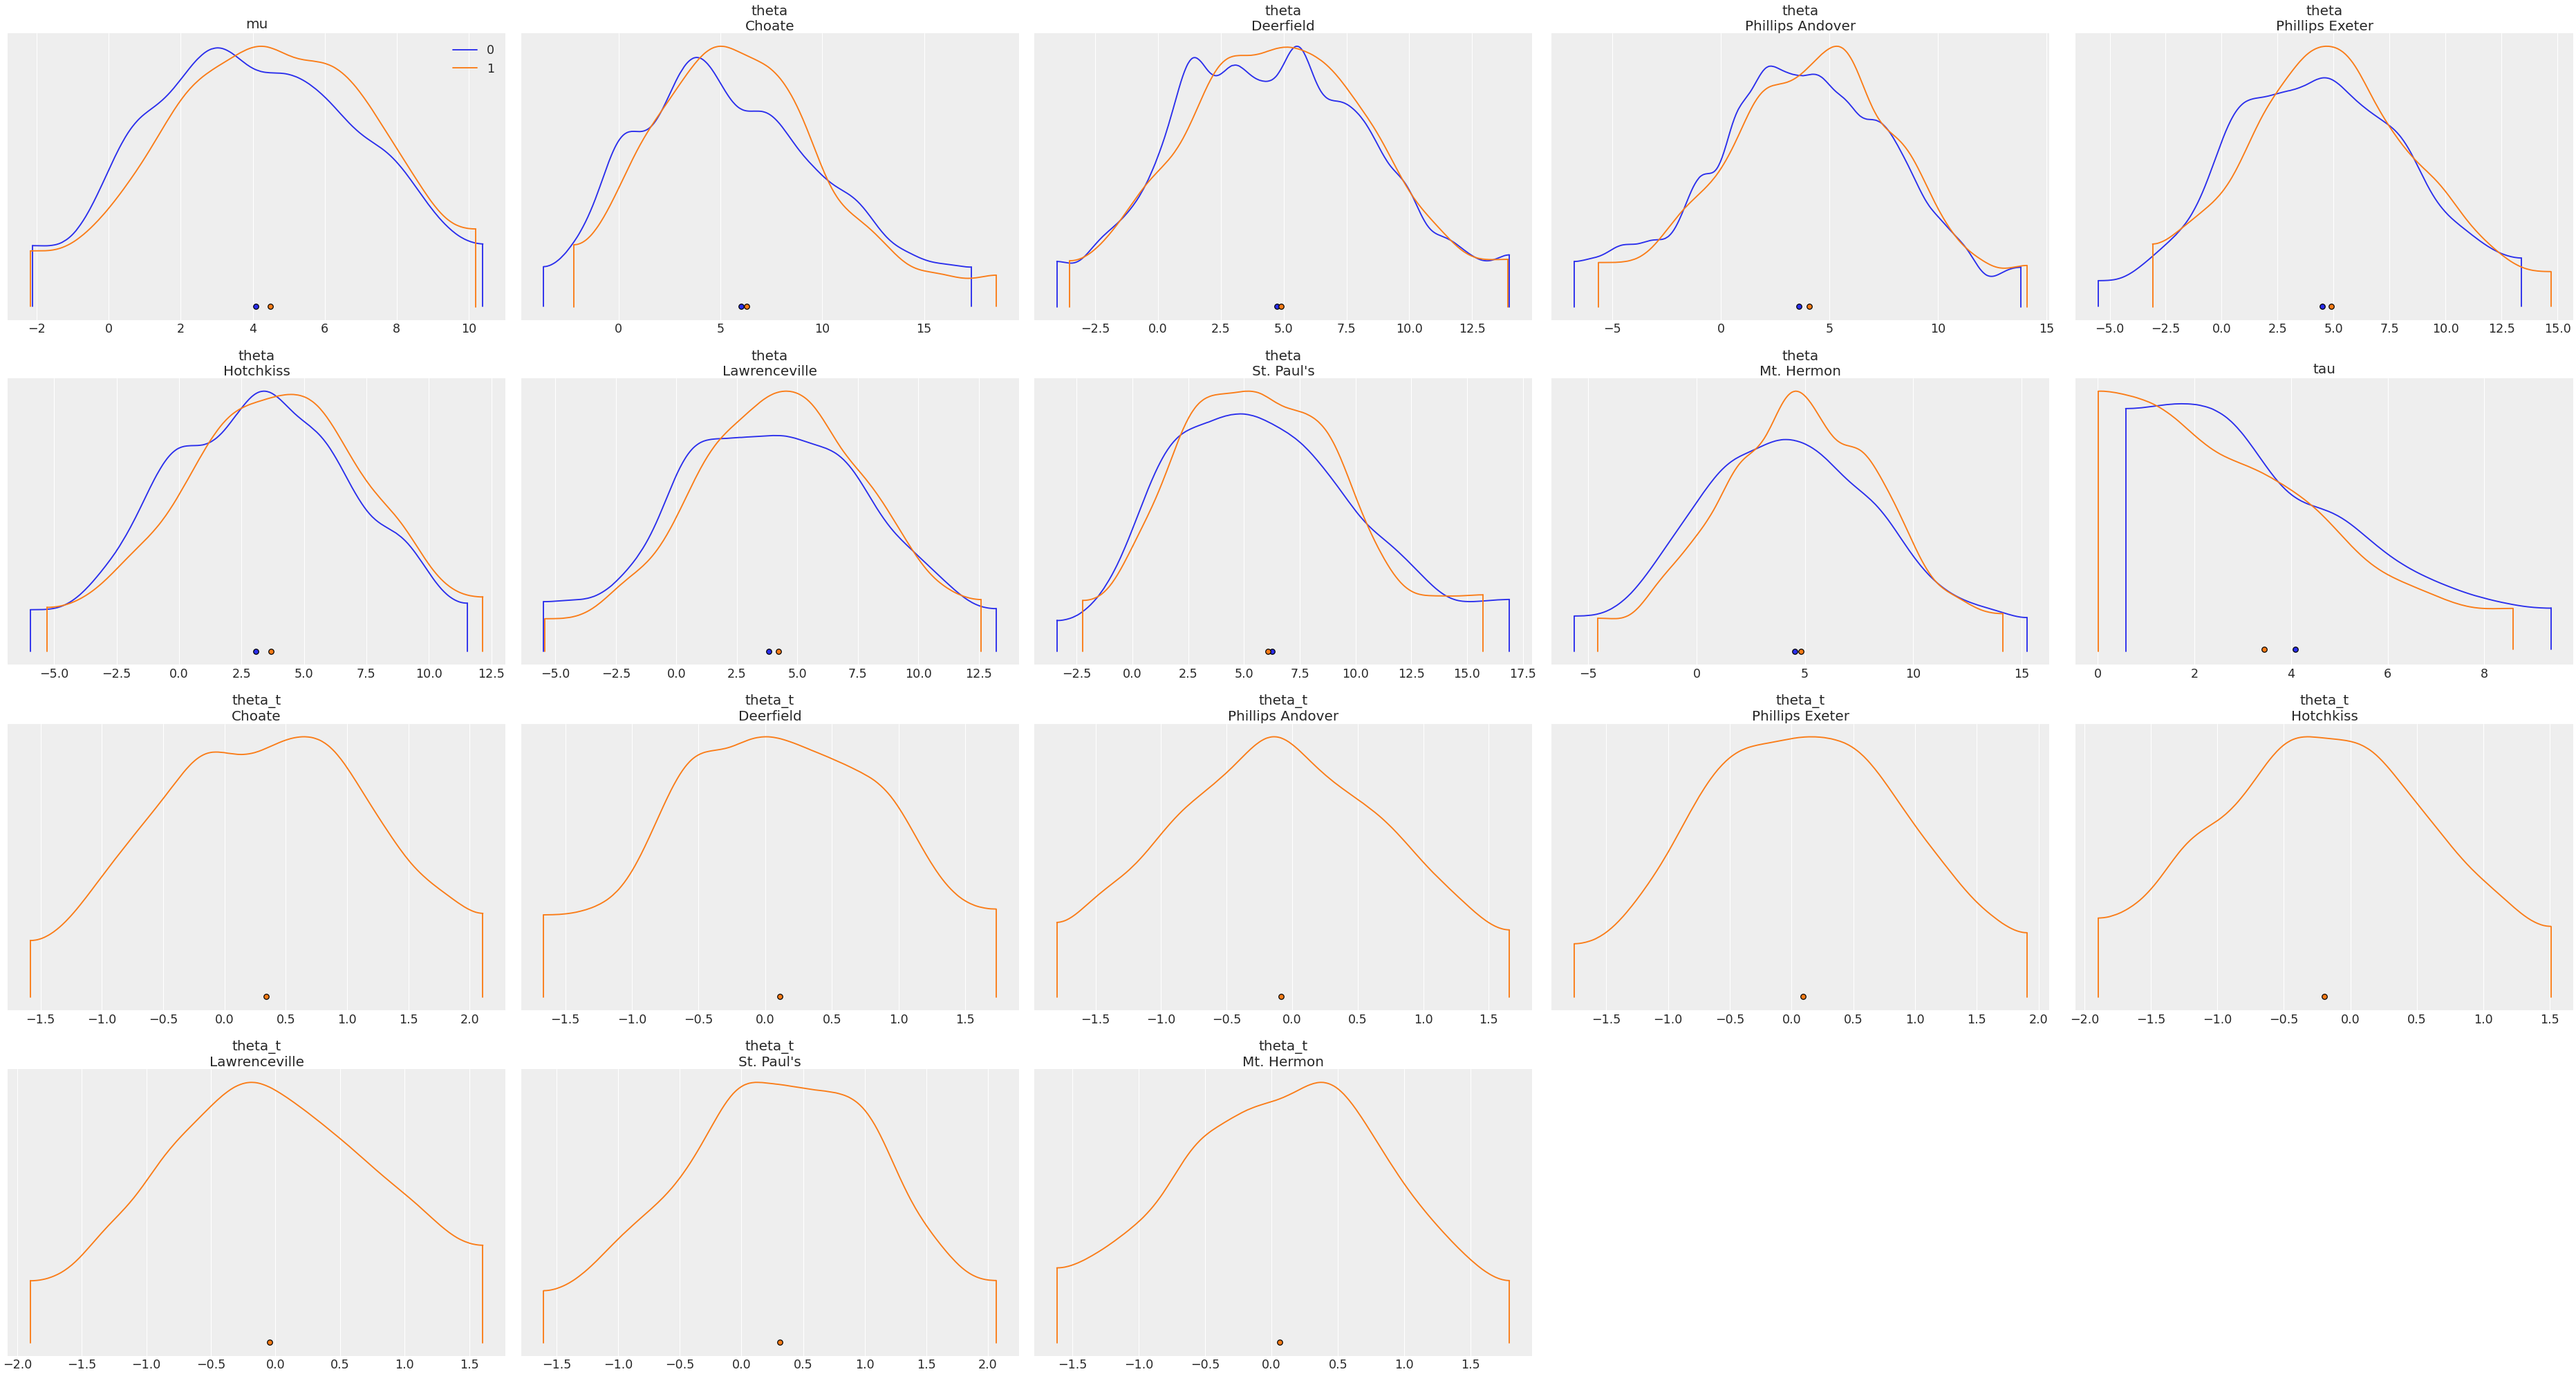 mu
0
1
−2 0 2 4 6 8 10
theta
Choate
0 5 10 15
theta
Deerfield
−2.5 0.0 2.5 5.0 7.5 10.0 12.5
theta
Phillips Andover
−5 0 5 10 15
theta
Phillips Exeter
−5.0 −2.5 0.0 2.5 5.0 7.5 10.0 12.5 15.0
theta
Hotchkiss
−5.0 −2.5 0.0 2.5 5.0 7.5 10.0 12.5
theta
Lawrenceville
−5.0 −2.5 0.0 2.5 5.0 7.5 10.0 12.5
theta
St. Paul's
−2.5 0.0 2.5 5.0 7.5 10.0 12.5 15.0 17.5
theta
Mt. Hermon
−5 0 5 10 15
tau
0 2 4 6 8
theta_t
Choate
−1.5 −1.0 −0.5 0.0 0.5 1.0 1.5 2.0
theta_t
Deerfield
−1.5 −1.0 −0.5 0.0 0.5 1.0 1.5
theta_t
Phillips Andover
−1.5 −1.0 −0.5 0.0 0.5 1.0 1.5
theta_t
Phillips Exeter
−1.5 −1.0 −0.5 0.0 0.5 1.0 1.5 2.0
theta_t
Hotchkiss
−2.0 −1.5 −1.0 −0.5 0.0 0.5 1.0 1.5
theta_t
Lawrenceville
−2.0 −1.5 −1.0 −0.5 0.0 0.5 1.0 1.5
theta_t
St. Paul's
−1.5 −1.0 −0.5 0.0 0.5 1.0 1.5 2.0
theta_t
Mt. Hermon
−1.5 −1.0 −0.5 0.0 0.5 1.0 1.5